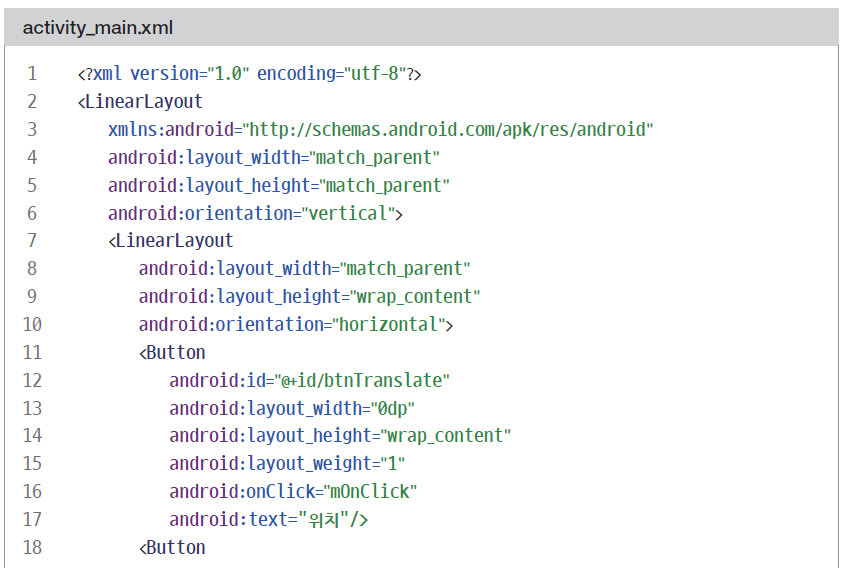 activity_main.xml
1 <?xml version="1.0" encoding="utf-8"?>
2 <LinearLayout
3 xmlns:android="http://schemas.android.com/apk/res/android"
4 android:layout_width="match_parent"
5 android:layout_height="match_parent"
6 android:orientation="vertical">
7 <LinearLayout
8 android:layout_width="match_parent"
9 android:layout_height="wrap_content"
10 android:orientation="horizontal">
11 <Button
12 android:id="@+id/btnTranslate"
13 android:layout_width="0dp"
14 android:layout_height="wrap_content"
15 android:layout_weight="1"
16 android:onClick="mOnClick"
17 android:text="위치"/>
18 <Button